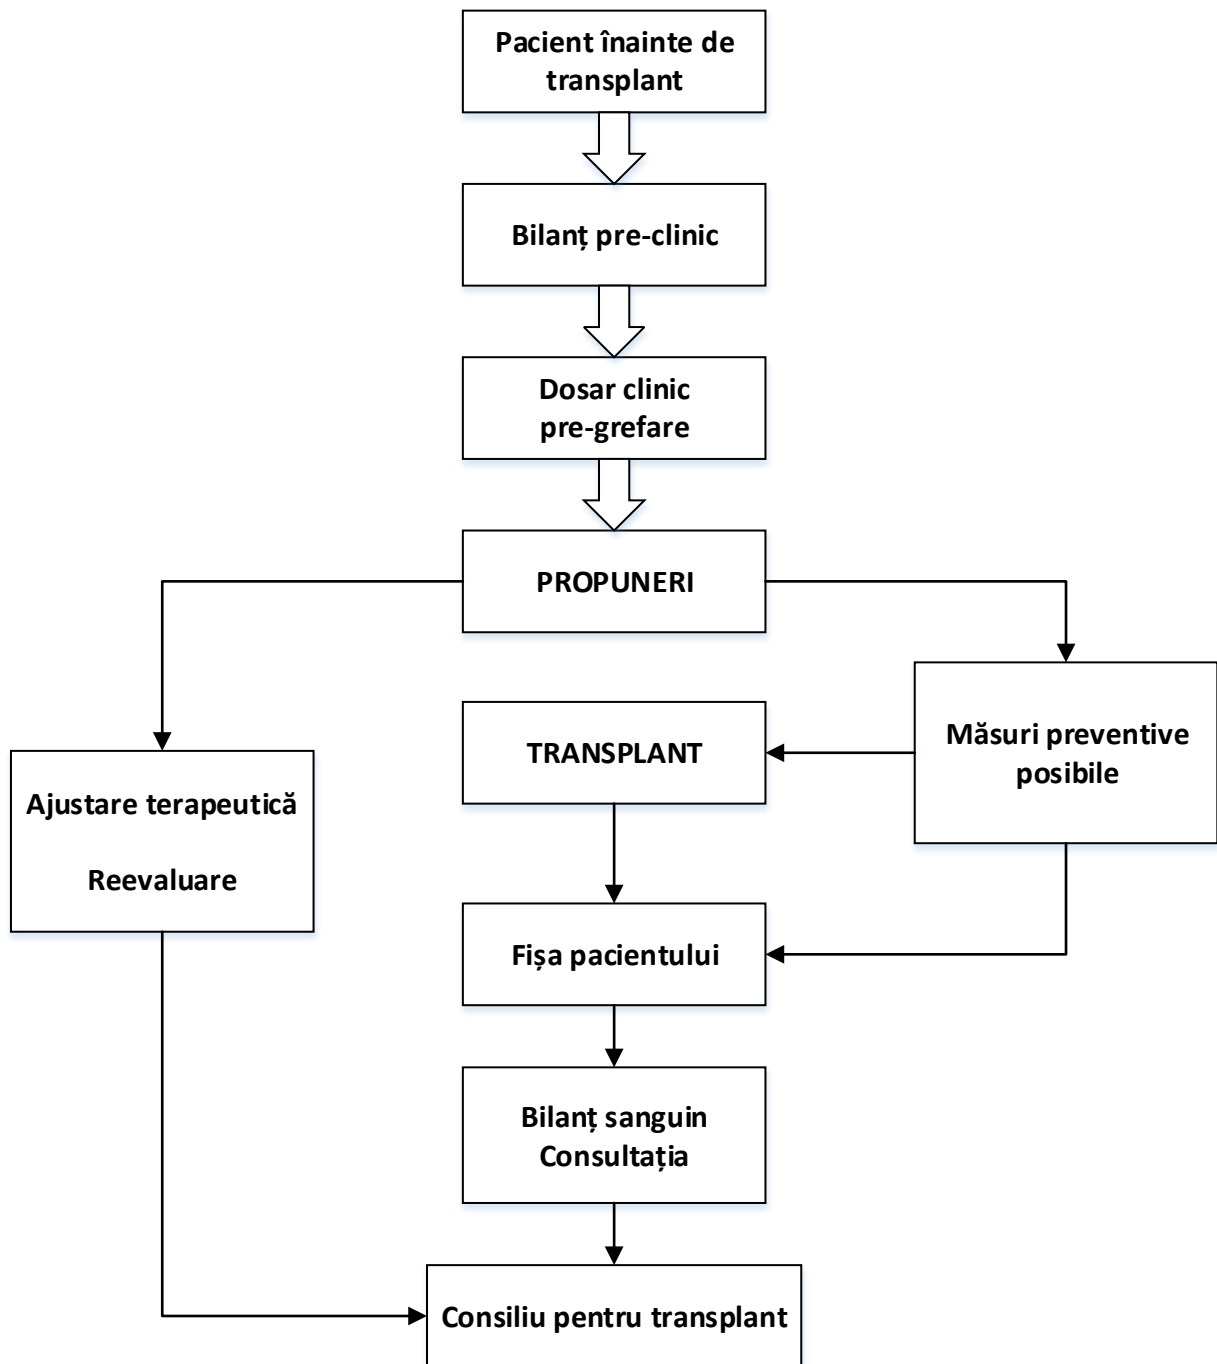 Pacient înainte de
transplant
Bilanț pre-clinic
Dosar clinic
pre-grefare
PROPUNERI
Măsuri preventive
posibile
TRANSPLANT
Ajustare terapeutică
Reevaluare
Fișa pacientului
Bilanț sanguin
Consultația
Consiliu pentru transplant